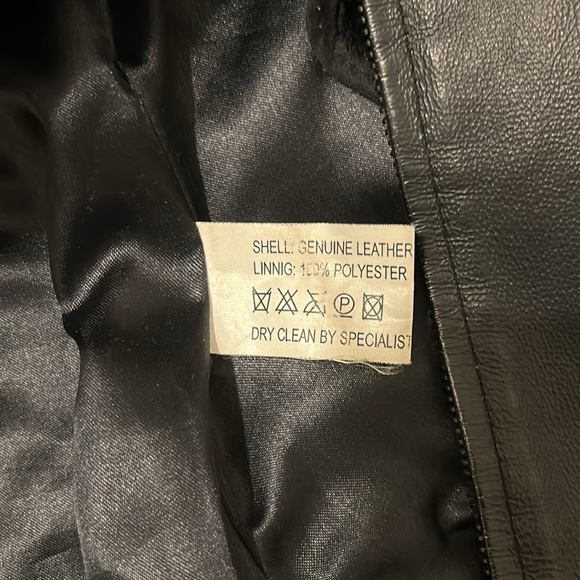 SHELL: GENUINE LEATHER
LINNIG: 100% POLYESTER
P
DRY CLEAN BY SPECIALIST